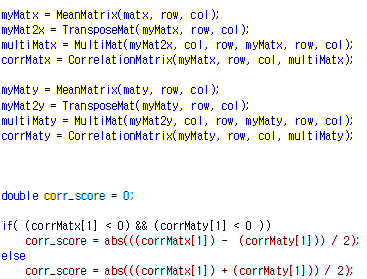 myMatx = MeanMatrix(matx, row, col);
myMat2x = TransposeMat(myMatx, row, col);
multiMatx = MultiMat(myMat2x, col, row, myMatx, row, col);
corrMatx = CorrelationMatrix(myMatx, row, col, multiMatx);
myMaty = MeanMatrix(maty, row, col);
myMat2y = TransposeMat(myMaty, row, col);
multiMaty = MultiMat(myMat2y, col, row, myMaty, row, col);
corrMaty = CorrelationMatrix(myMaty, row, col, multiMaty);
double corr_score = 0;
if( (corrMatx[1] < 0) && (corrMaty[1] < 0 ))
corr_score = abs(((corrMatx[1]) - (corrMaty[1])) / 2);
else
corr_score = abs(((corrMatx[1]) + (corrMaty[1])) / 2);